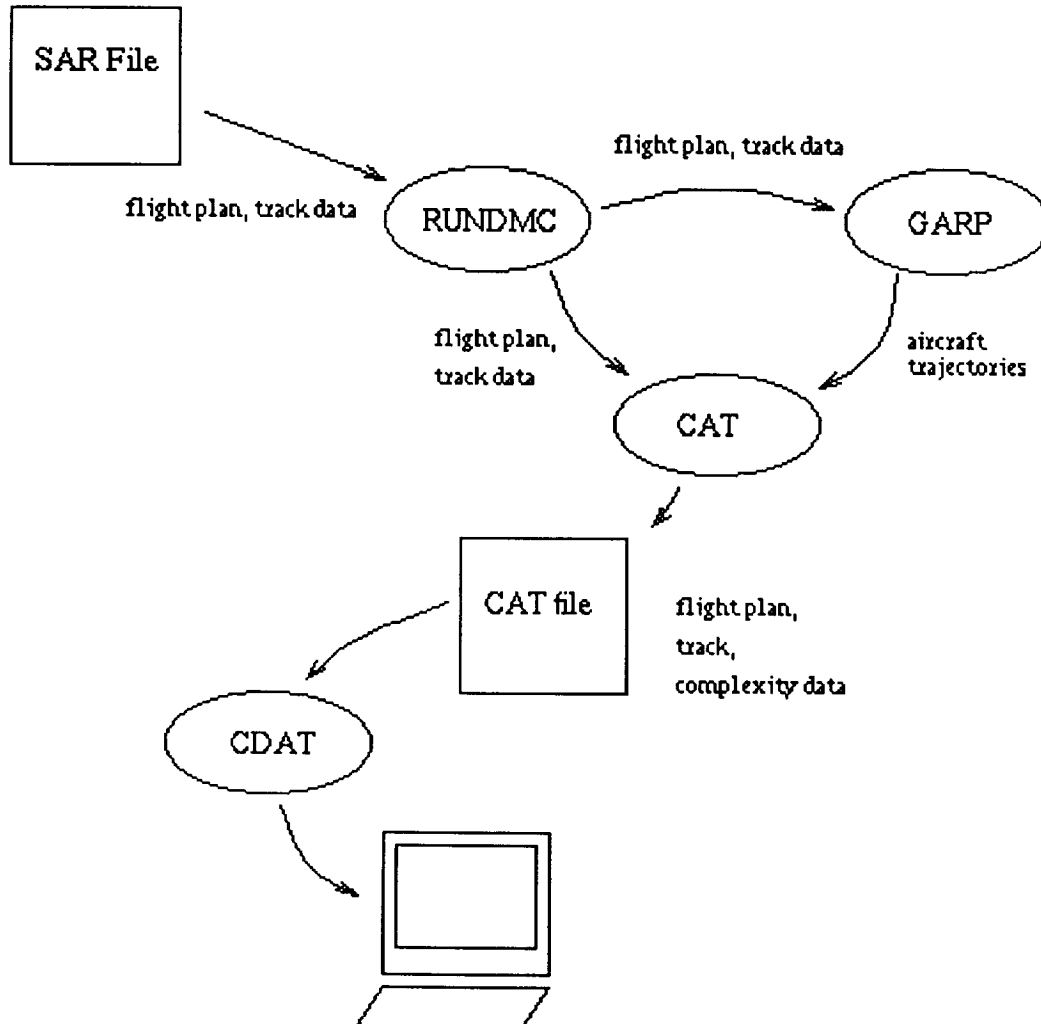 SAR File
flight plan, track data
flight plan, track data
RUNDMC
GARP
flight plan,
track data
aircraft
trajectories
CAT
CAT file
flight plan,
track,
complexity data
CDAT